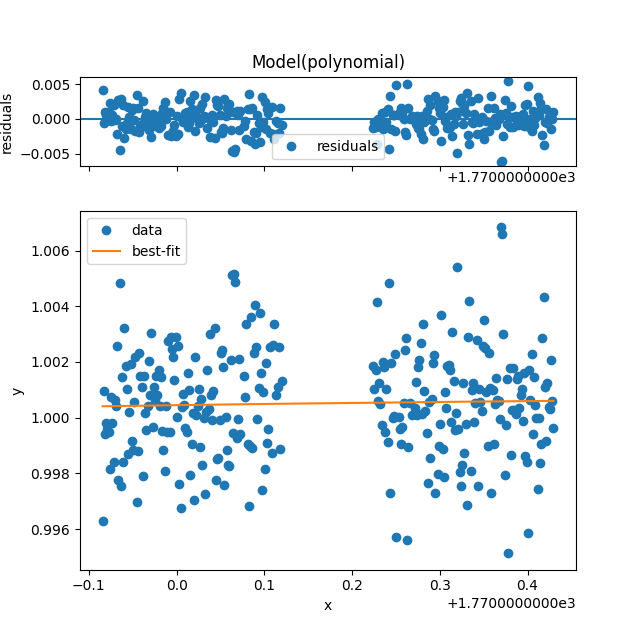 Model(polynomial)
0.005
0.000
−0.005
residuals
residuals
+1.7700000000e3
data
best-fit
1.006
1.004
1.002
1.000
0.998
0.996
y
−0.1
0.0
0.1
0.2
0.3
0.4
x
+1.7700000000e3